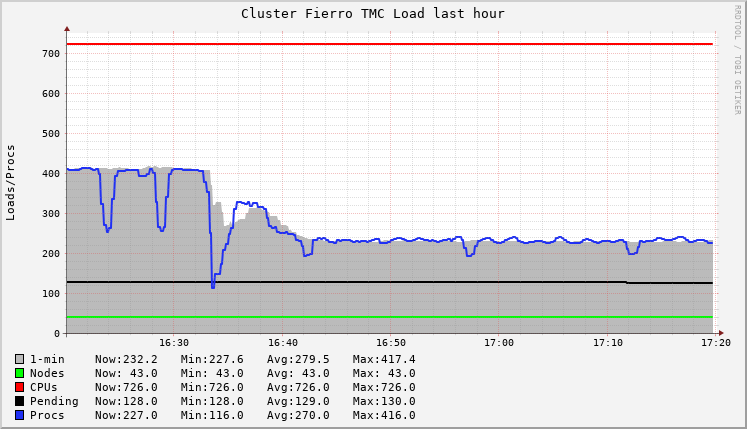 Cluster Fierro TMC Load last hour
RRDTOOL / TOBI OETIKER
Loads/Procs
700
600
500
400
300
200
100
0
16:30 16:40 16:50 17:00 17:10 17:20
1-min Now:232.2 Min:227.6 Avg:279.5 Max:417.4
Nodes Now: 43.0 Min: 43.0 Avg: 43.0 Max: 43.0
CPUs Now:726.0 Min:726.0 Avg:726.0 Max:726.0
Pending Now:128.0 Min:128.0 Avg:129.0 Max:130.0
Procs Now:227.0 Min:116.0 Avg:270.0 Max:416.0